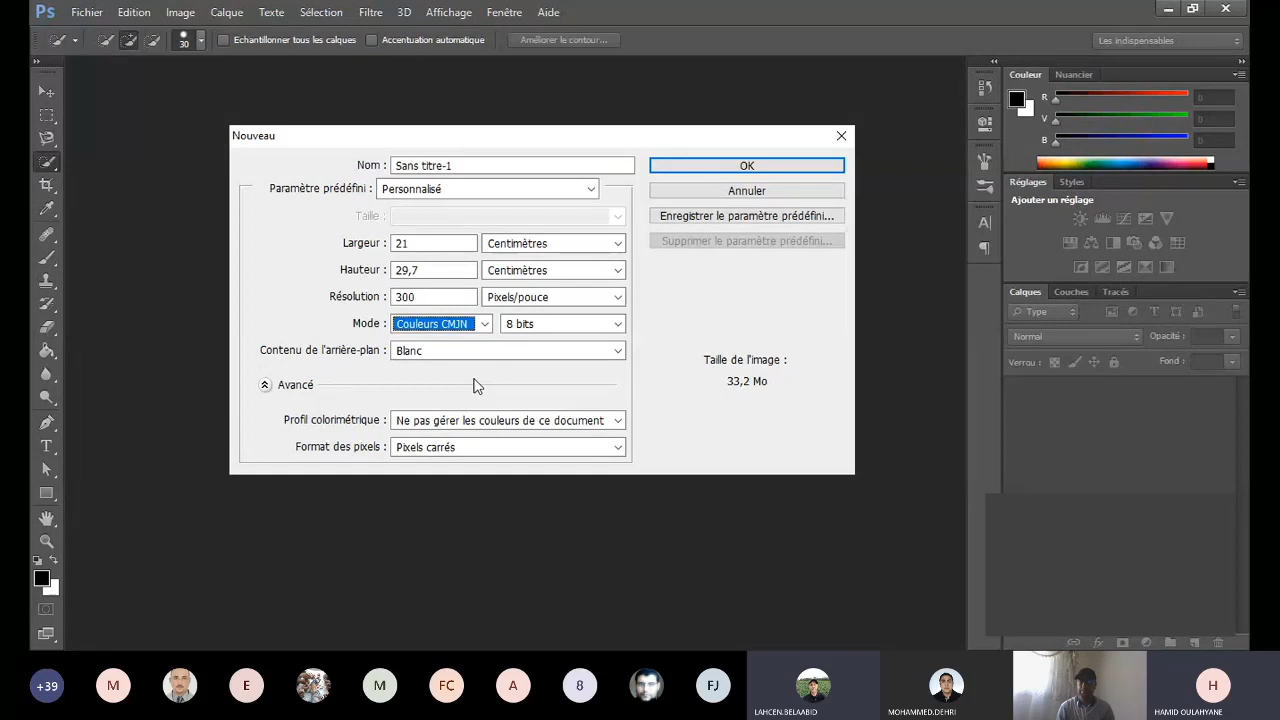 Ps Fichier Edition Image Calque Texte Sélection Filtre 3D Affichage Fenêtre Aide
30 Echantillonner tous les calques Accentuation automatique Améliorer le contour... Les indispensables
Couleur Nuancier
R 0
V 0
B 0
Réglages Styles
Ajouter un réglage
Calques Couches Tracés
Type
Normal Opacité :
Verrou : Fond :
Nouveau
Nom : Sans titre-1 OK
Paramètre prédéfini : Personnalisé Annuler
Taille : Enregistrer le paramètre prédéfini...
Largeur : 21 Centimètres Supprimer le paramètre prédéfini...
Hauteur : 29,7 Centimètres
Résolution : 300 Pixels/pouce
Mode : Couleurs CMJN 8 bits
Contenu de l'arrière-plan : Blanc
Taille de l'image :
33,2 Mo
Avancé
Profil colorimétrique : Ne pas gérer les couleurs de ce document
Format des pixels : Pixels carrés
+39 M E M FC A 8 FJ H
LAHCEN.BELAABID MOHAMMED.DEHRI HAMID OULAHYANE